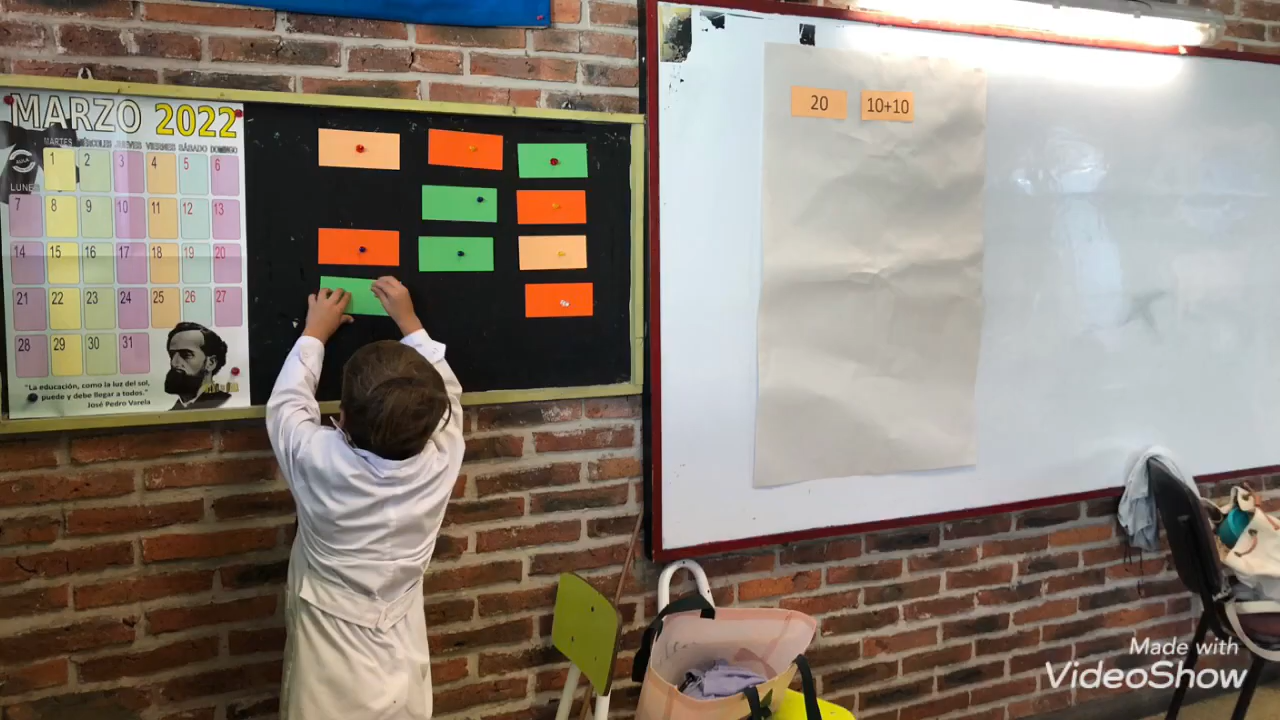 MARZO 2022
LUNES MARTES MIÉRCOLES JUEVES VIERNES SÁBADO DOMINGO
1 2 3 4 5 6
7 8 9 10 11 12 13
14 15 16 17 18 19 20
21 22 23 24 25 26 27
28 29 30 31
"La educación, como la luz del sol,
puede y debe llegar a todos."
José Pedro Varela
20 10+10
Made with
VideoShow